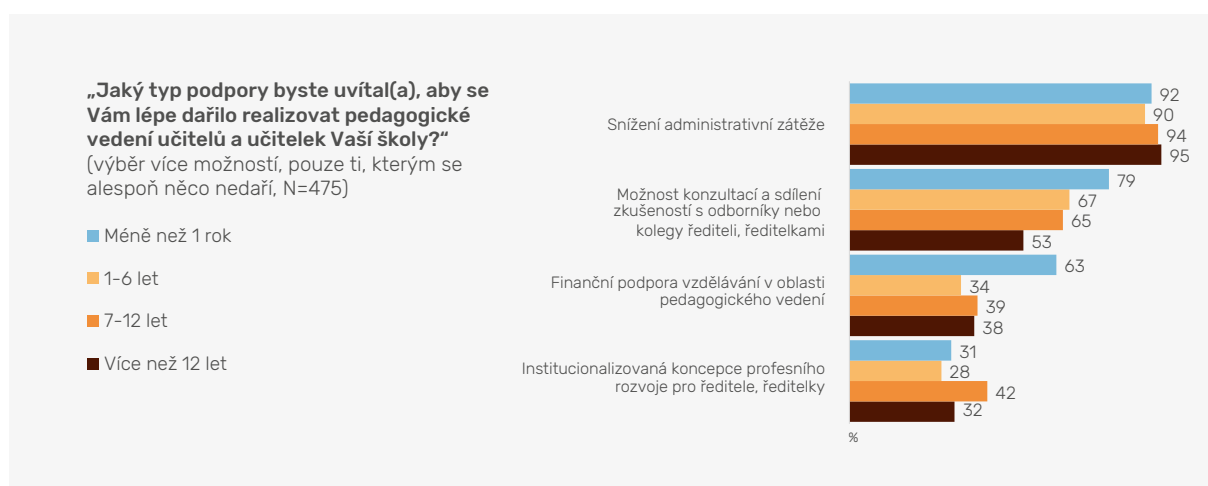 „Jaký typ podpory byste uvítal(a), aby se
Vám lépe dařilo realizovat pedagogické
vedení učitelů a učitelek Vaší školy?“
(výběr více možností, pouze ti, kterým se
alespoň něco nedaří, N=475)
Méně než 1 rok
1-6 let
7-12 let
Více než 12 let
Snížení administrativní zátěže
92
90
94
95
Možnost konzultací a sdílení
zkušeností s odborníky nebo
kolegy řediteli, ředitelkami
79
67
65
53
Finanční podpora vzdělávání v oblasti
pedagogického vedení
63
34
39
38
Institucionalizovaná koncepce profesního
rozvoje pro ředitele, ředitelky
31
28
42
32
%